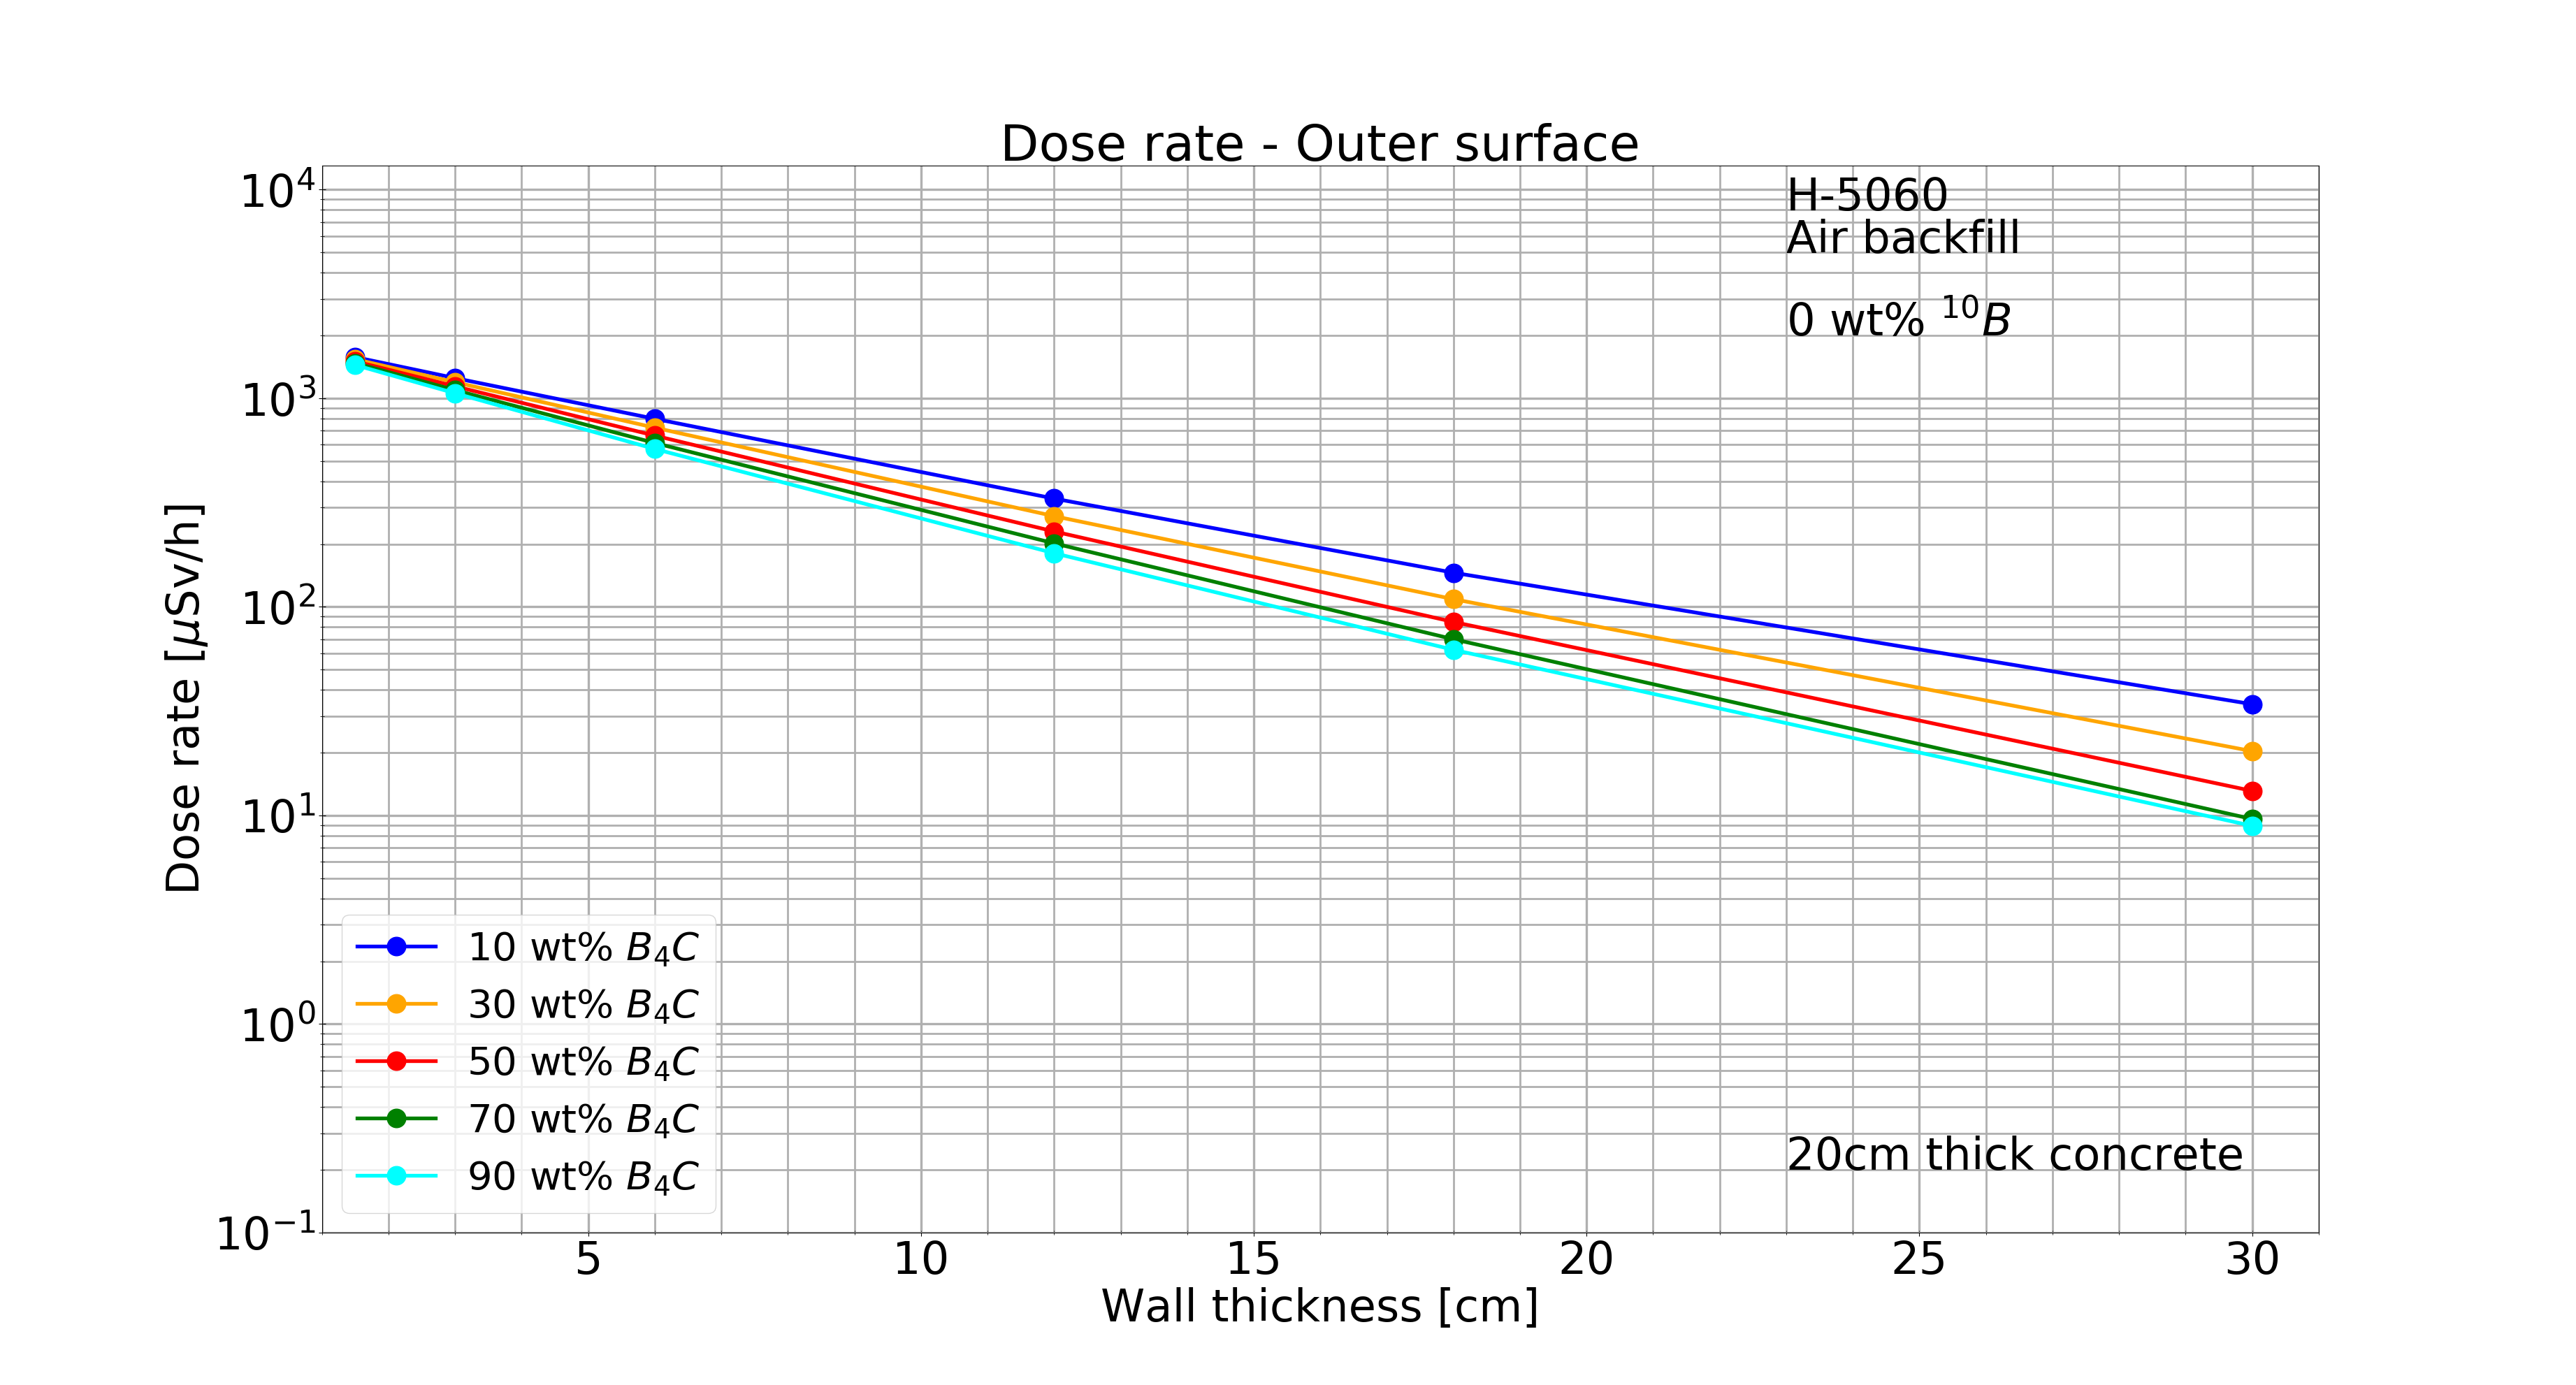 Dose rate - Outer surface
H-5060
Air backfill
0 wt% ¹⁰B
Dose rate [μSv/h]
10⁴
10³
10²
10¹
10⁰
10⁻¹
10 wt% B₄C
30 wt% B₄C
50 wt% B₄C
70 wt% B₄C
90 wt% B₄C
20cm thick concrete
5 10 15 20 25 30
Wall thickness [cm]